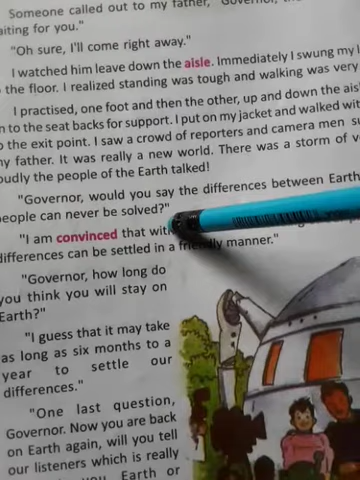 Someone called out to my father,
aiting for you."
"Oh sure, I'll come right away."
I watched him leave down the aisle. Immediately I swung my
the floor. I realized standing was tough and walking was very
I practised, one foot and then the other, up and down the ais
to the seat backs for support. I put on my jacket and walked wi
the exit point. I saw a crowd of reporters and camera men
my father. It was really a new world. There was a storm of
oudly the people of the Earth talked!
"Governor, would you say the differences between Earth
people can never be solved?"
"I am convinced that
differences can be settled in a friendly manner."
"Governor, how long do
you think you will stay on
Earth?"
"I guess that it may take
as long as six months to a
year to settle our
differences."
"One last question,
Governor. Now you are back
on Earth again, will you tell
our listeners which is really
you Earth or